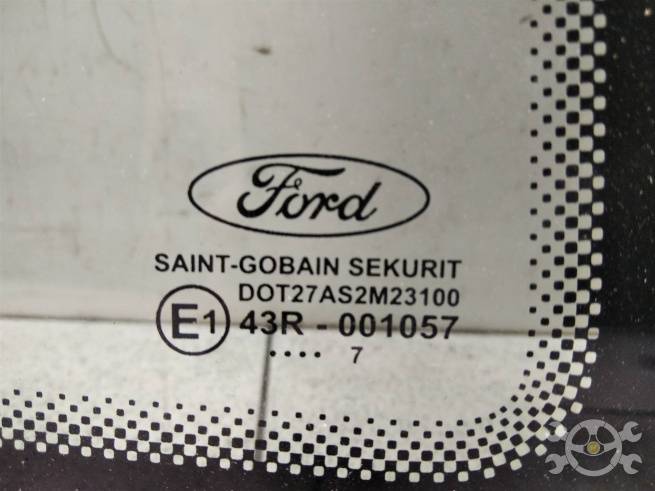 Ford
SAINT-GOBAIN SEKURIT
DOT27AS2M23100
E1 43R - 001057
.... 7